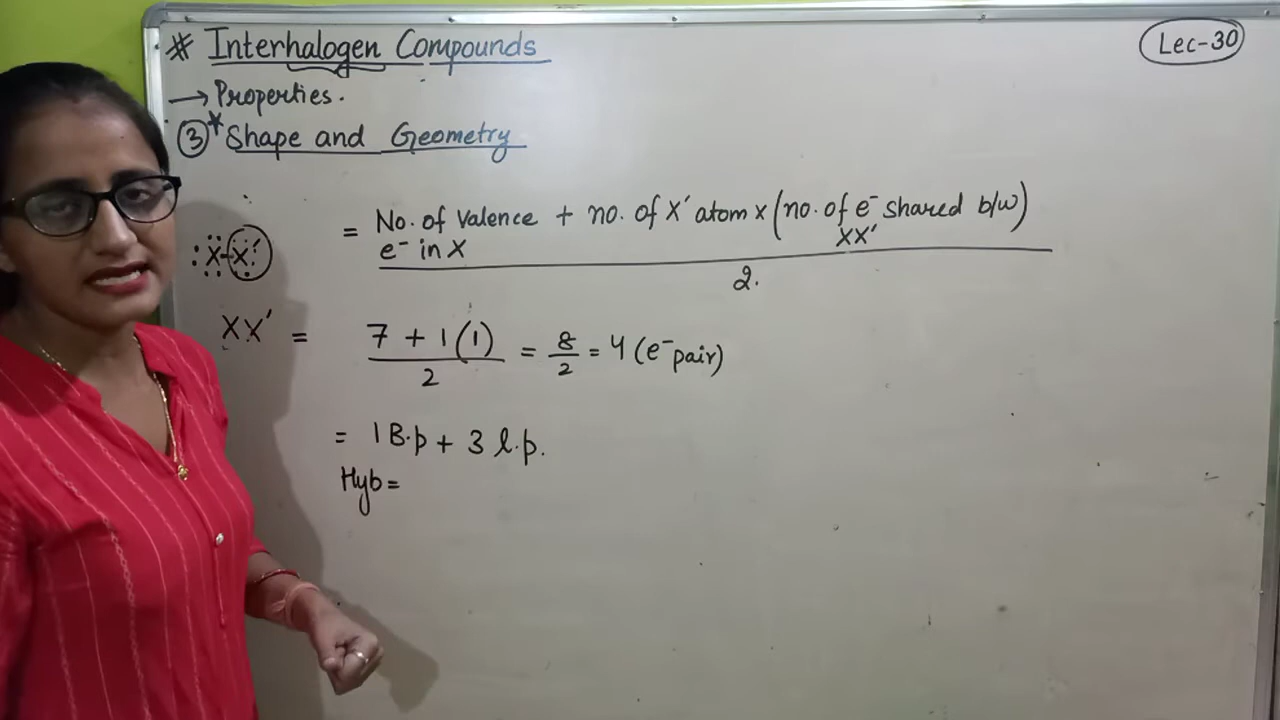 # Interhalogen Compounds
Lec-30
→ Properties.
③* Shape and Geometry
= No. of Valence + no. of X' atom x (no. of e⁻ shared b/w)
e⁻ in X XX'
2.
:X-X':
XX' = 7 + 1(1) / 2 = 8/2 = 4 (e⁻ pair)
= 1 B.p + 3 l.p.
Hyb =